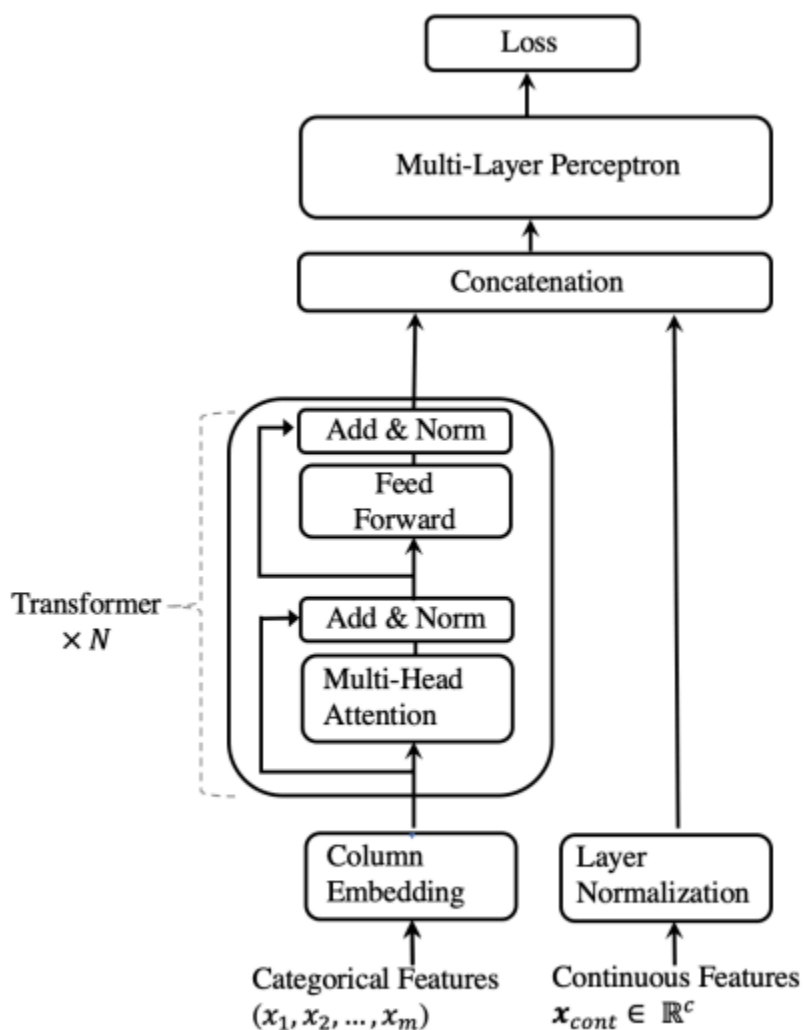 Loss
Multi-Layer Perceptron
Concatenation
Add & Norm
Feed
Forward
Transformer
× N
Add & Norm
Multi-Head
Attention
Column
Embedding
Layer
Normalization
Categorical Features
(x₁, x₂, ..., xₘ)
Continuous Features
x_cont ∈ ℝᶜ